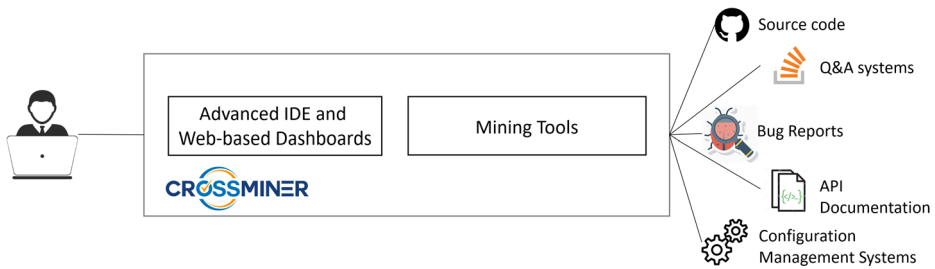 Source code
Q&A systems
Advanced IDE and
Web-based Dashboards
Mining Tools
Bug Reports
CROSSMINER
API
Documentation
Configuration
Management Systems